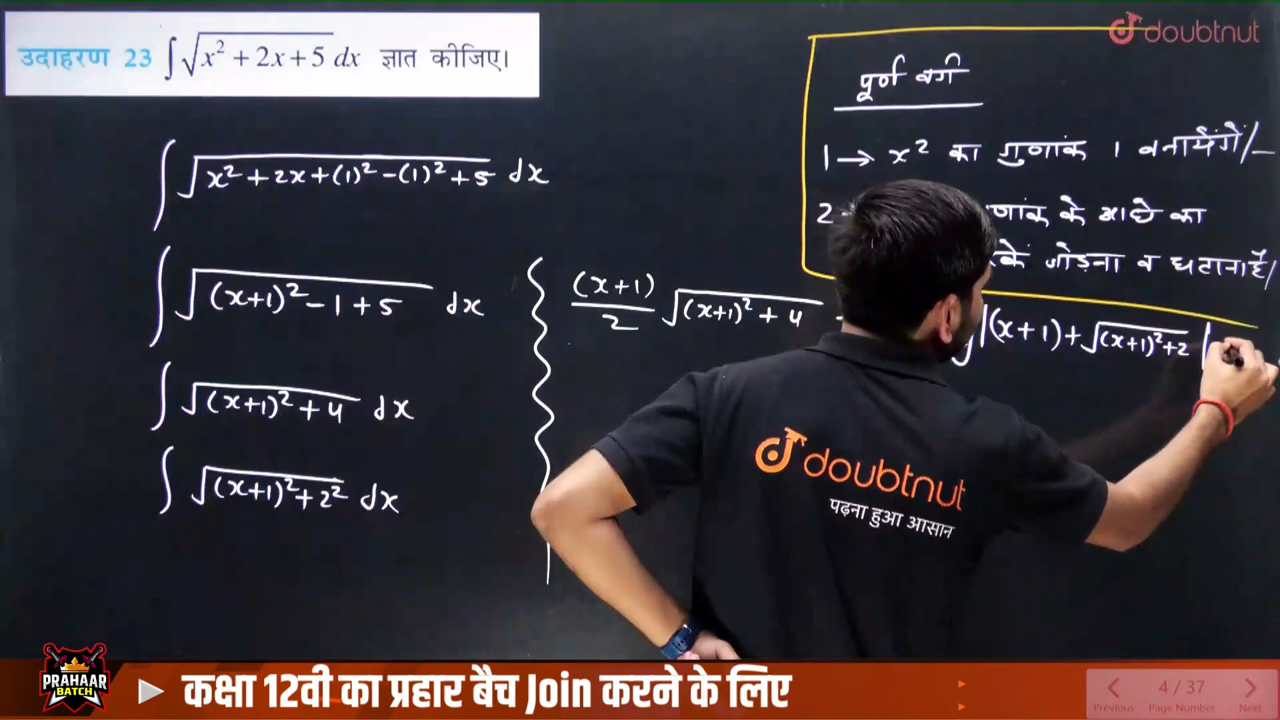 उदाहरण 23 ∫√(x² + 2x + 5) dx ज्ञात कीजिए।
doubtnut
पूर्ण वर्ग
1 → x² का गुणांक 1 बनायेंगे/
2 णांक के आधे का
के जोड़ना व घटाना है/
∫√(x² + 2x + (1)² - (1)² + 5) dx
∫√((x+1)² - 1 + 5) dx
∫√((x+1)² + 4) dx
∫√((x+1)² + 2²) dx
(x+1)/2 √((x+1)² + 4) |(x+1) + √((x+1)² + 2)|
doubtnut
पढ़ना हुआ आसान
PRAHAAR
BATCH
कक्षा 12वी का प्रहार बैच Join करने के लिए
4 / 37
Previous Page Number Next